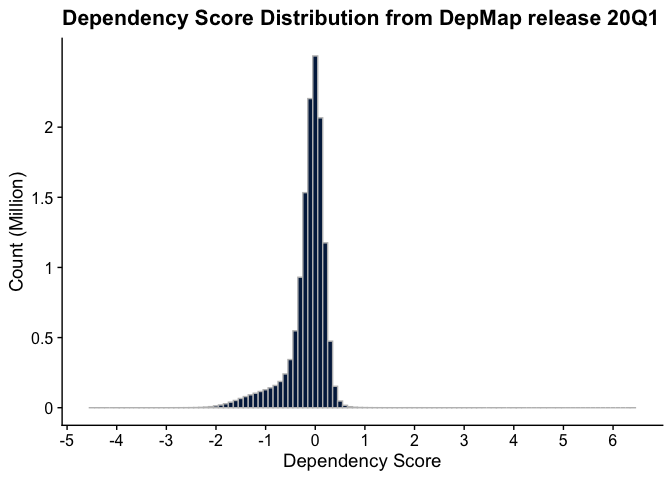 Dependency Score Distribution from DepMap release 20Q1
Count (Million)
2
1.5
1
0.5
0
-5 -4 -3 -2 -1 0 1 2 3 4 5 6
Dependency Score